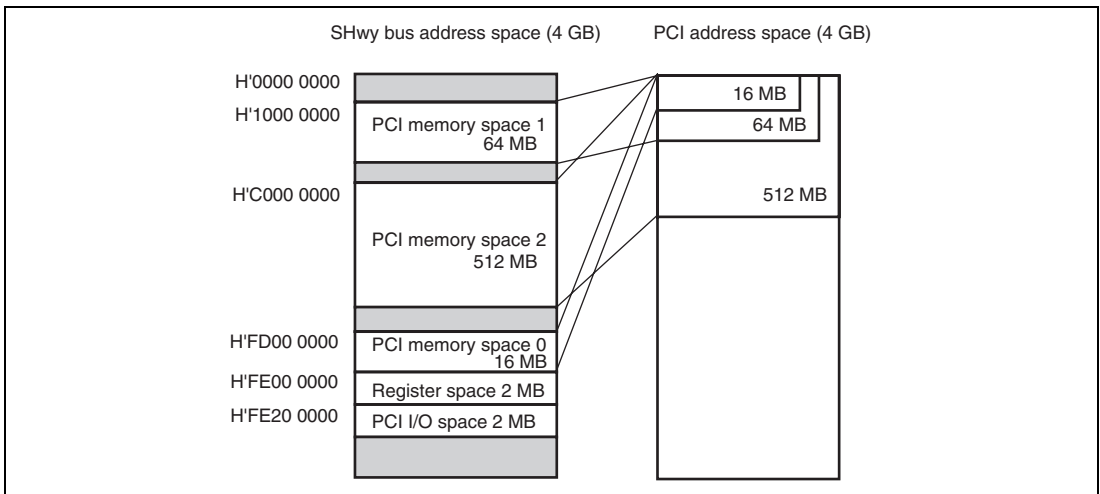 SHwy bus address space (4 GB)
PCI address space (4 GB)
H'0000 0000
H'1000 0000
PCI memory space 1
64 MB
H'C000 0000
PCI memory space 2
512 MB
H'FD00 0000
PCI memory space 0
16 MB
H'FE00 0000
Register space 2 MB
H'FE20 0000
PCI I/O space 2 MB
16 MB
64 MB
512 MB